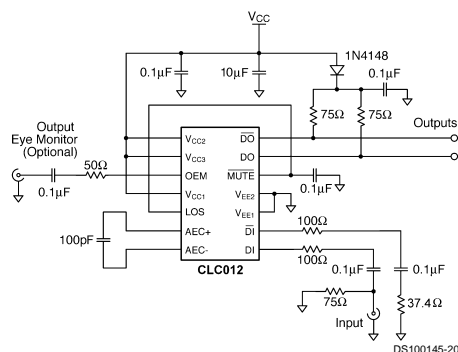 VCC
1N4148
0.1µF
10µF
0.1µF
75Ω
75Ω
Output
Eye Monitor
(Optional)
Outputs
50Ω
0.1µF
VCC2
VCC3
OEM
VCC1
LOS
AEC+
AEC-
DO
DO
MUTE
VEE2
VEE1
DI
DI
0.1µF
100pF
CLC012
100Ω
100Ω
0.1µF
0.1µF
75Ω
37.4Ω
Input
DS100145-20